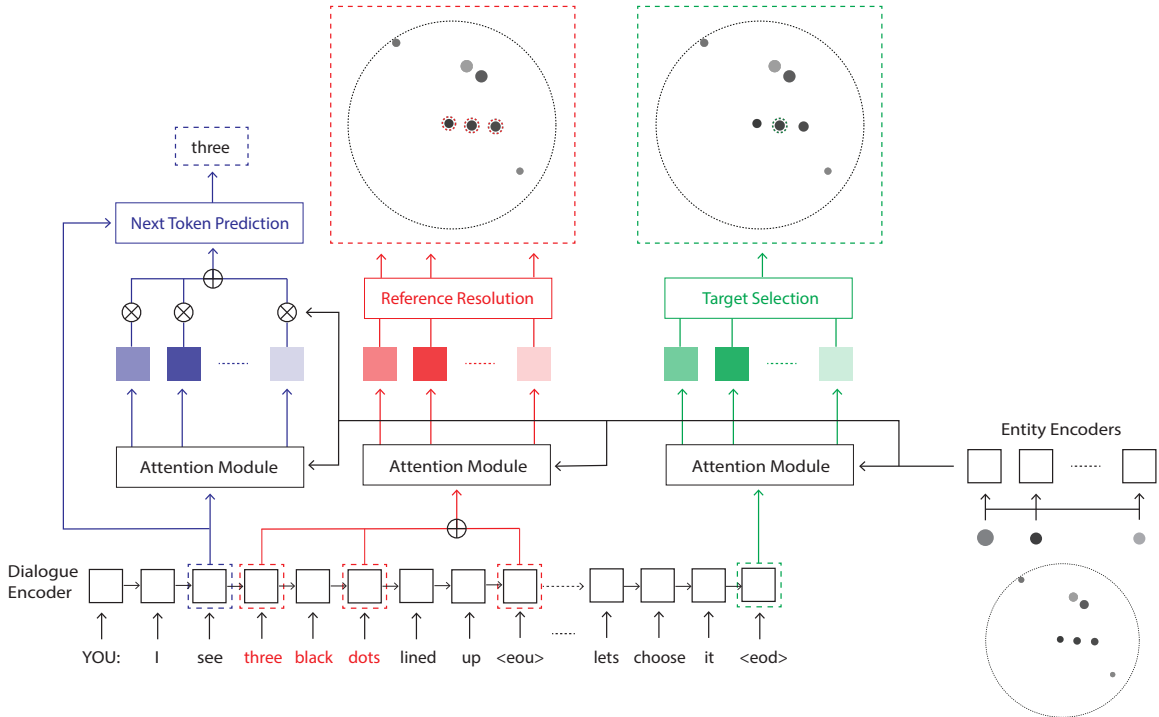 three
Next Token Prediction
Reference Resolution
Target Selection
Attention Module
Attention Module
Attention Module
Entity Encoders
Dialogue
Encoder
YOU: I see three black dots lined up <eou> lets choose it <eod>